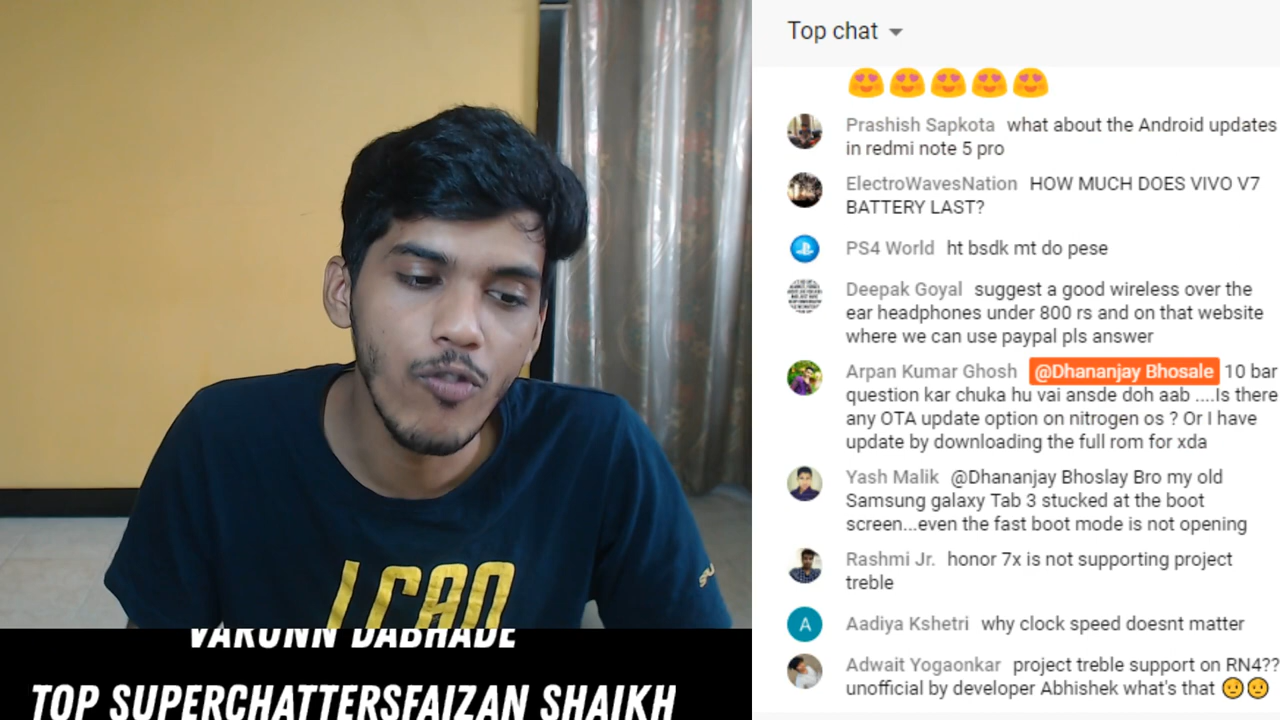 Top chat
Prashish Sapkota what about the Android updates
in redmi note 5 pro
ElectroWavesNation HOW MUCH DOES VIVO V7
BATTERY LAST?
PS4 World ht bsdk mt do pese
Deepak Goyal suggest a good wireless over the
ear headphones under 800 rs and on that website
where we can use paypal pls answer
Arpan Kumar Ghosh @Dhananjay Bhosale 10 bar
question kar chuka hu vai ansde doh aab ....Is there
any OTA update option on nitrogen os ? Or I have
update by downloading the full rom for xda
Yash Malik @Dhananjay Bhoslay Bro my old
Samsung galaxy Tab 3 stucked at the boot
screen...even the fast boot mode is not opening
Rashmi Jr. honor 7x is not supporting project
treble
A Aadiya Kshetri why clock speed doesnt matter
Adwait Yogaonkar project treble support on RN4??
unofficial by developer Abhishek what's that
VARUNN DABHADE
TOP SUPERCHATTERSFAIZAN SHAIKH